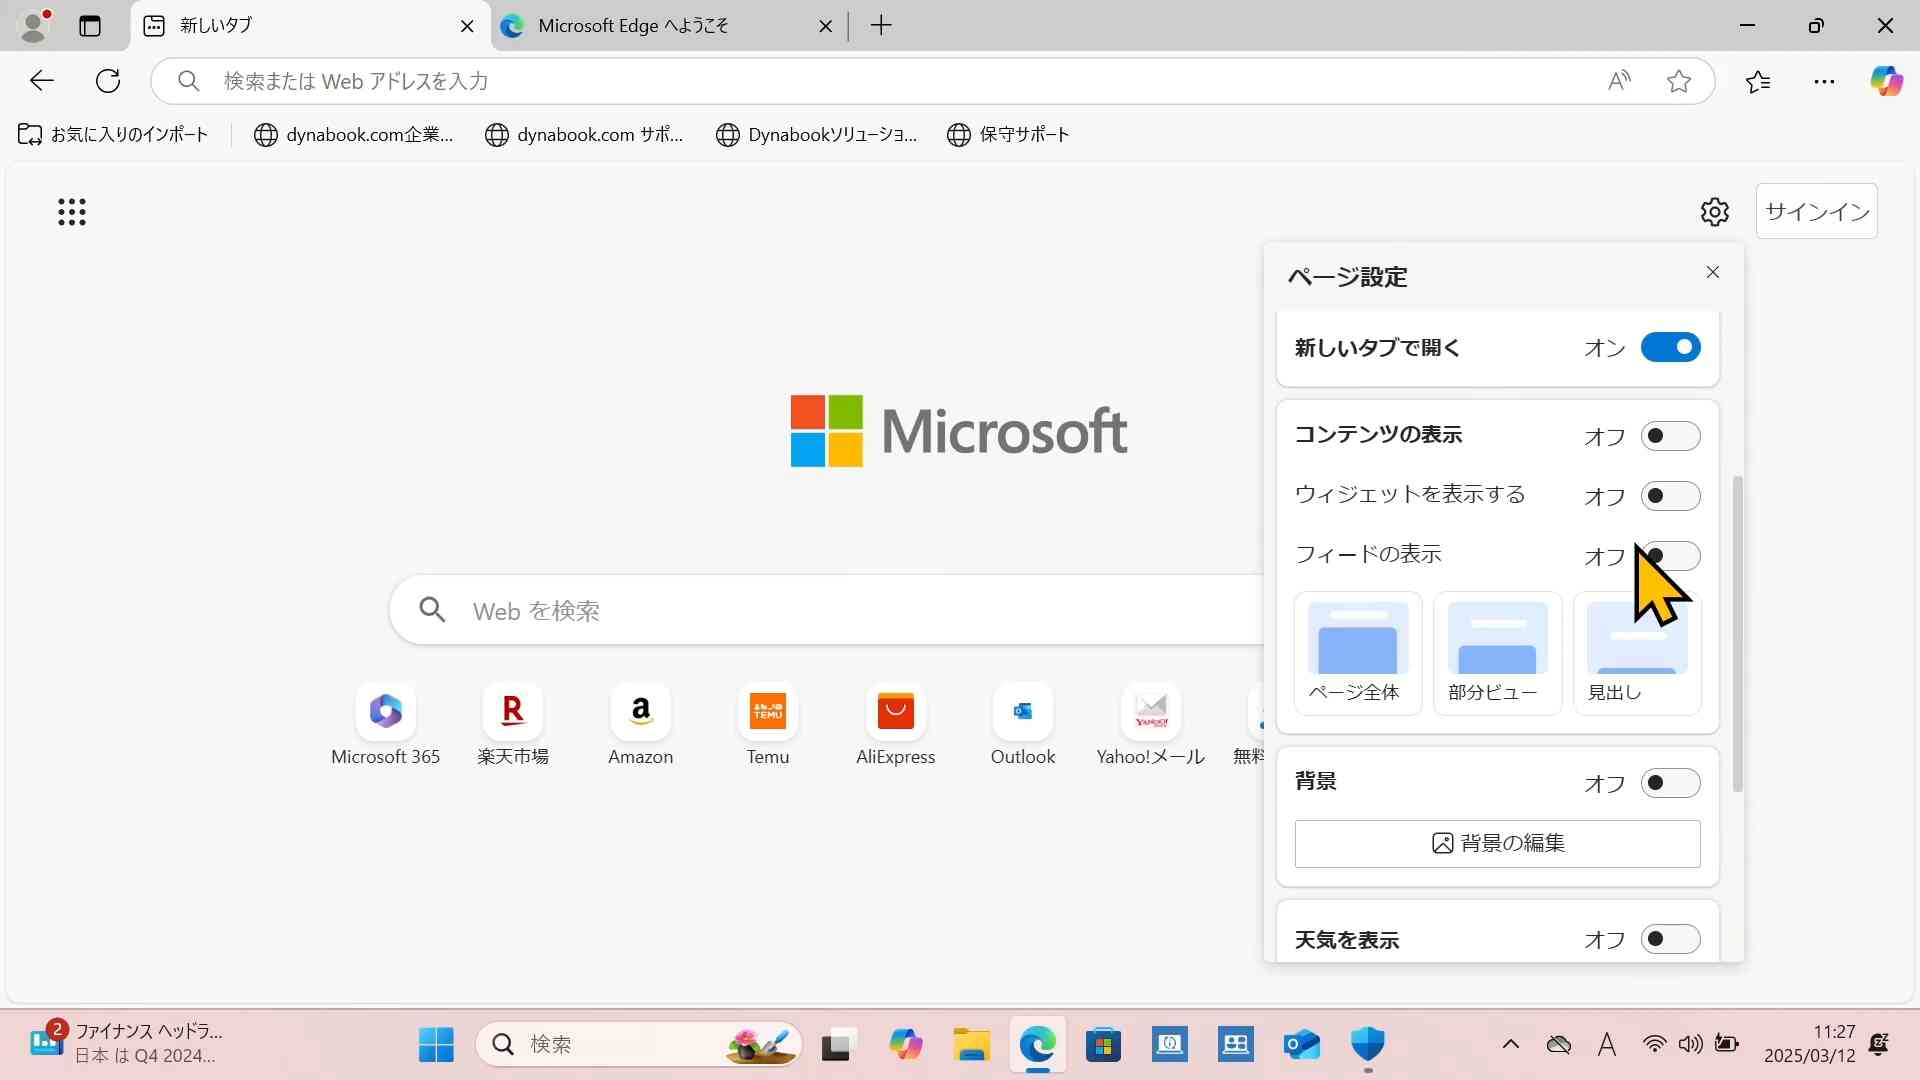 新しいタブ
Microsoft Edge へようこそ
検索または Web アドレスを入力
お気に入りのインポート
dynabook.com企業...
dynabook.com サポ...
Dynabookソリューショ...
保守サポート
サインイン
ページ設定
新しいタブで開く オン
コンテンツの表示 オフ
ウィジェットを表示する オフ
フィードの表示 オフ
ページ全体
部分ビュー
見出し
背景 オフ
背景の編集
天気を表示 オフ
Microsoft
Web を検索
Microsoft 365
楽天市場
Amazon
Temu
AliExpress
Outlook
Yahoo!メール
無料
2
ファイナンス ヘッドラ...
日本 は Q4 2024...
検索
A
11:27
2025/03/12